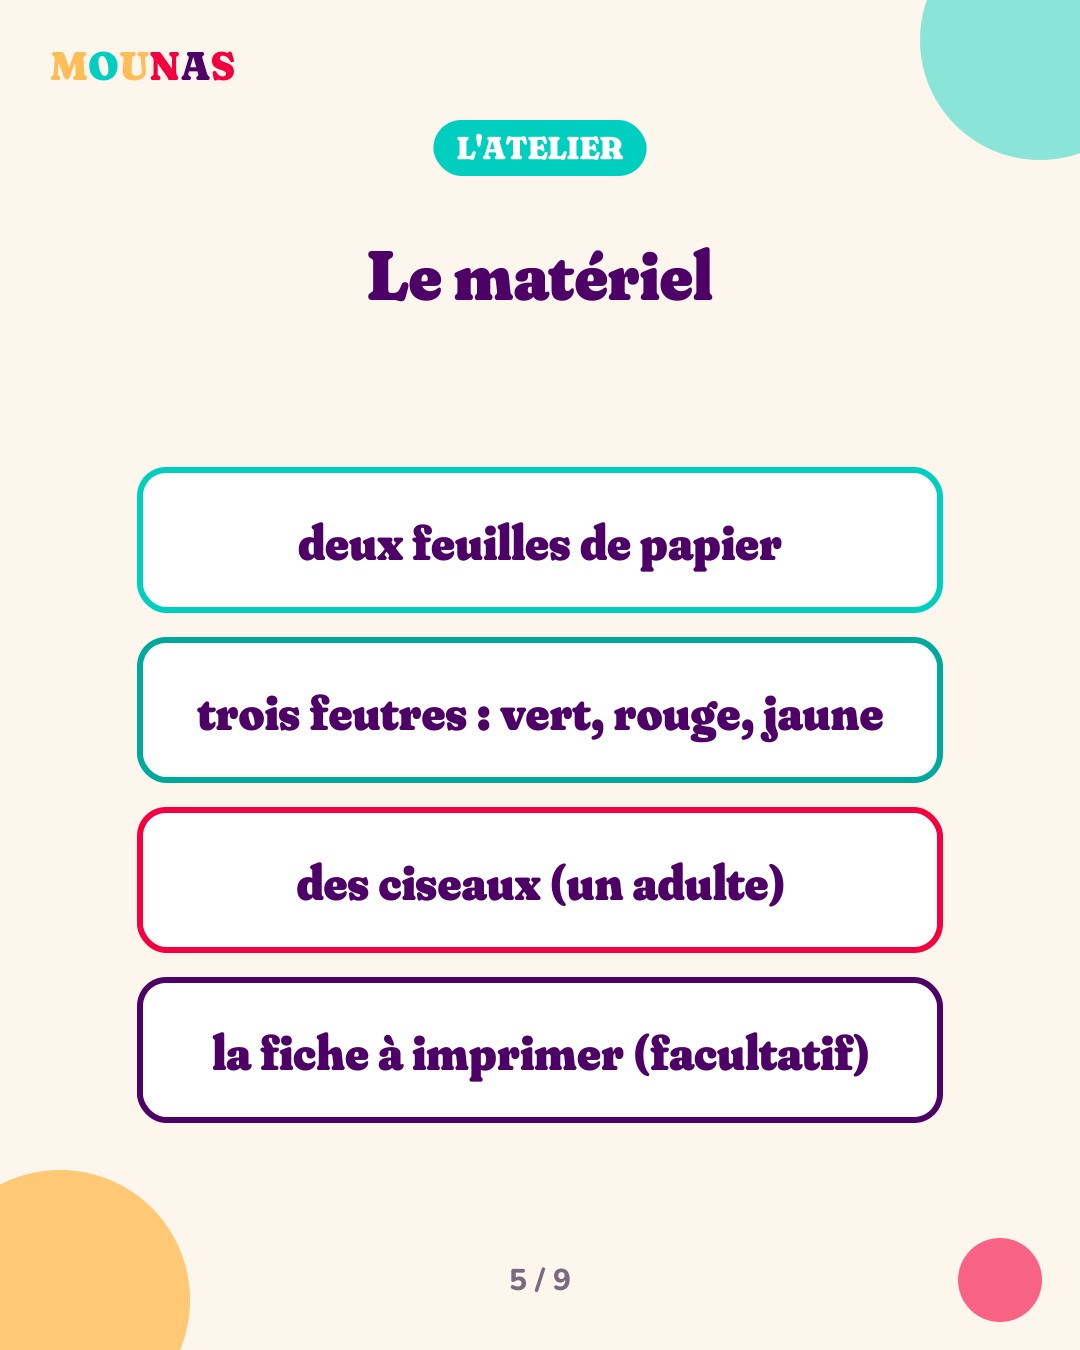 MOUNAS
L'ATELIER
Le matériel
deux feuilles de papier
trois feutres : vert, rouge, jaune
des ciseaux (un adulte)
la fiche à imprimer (facultatif)
5 / 9